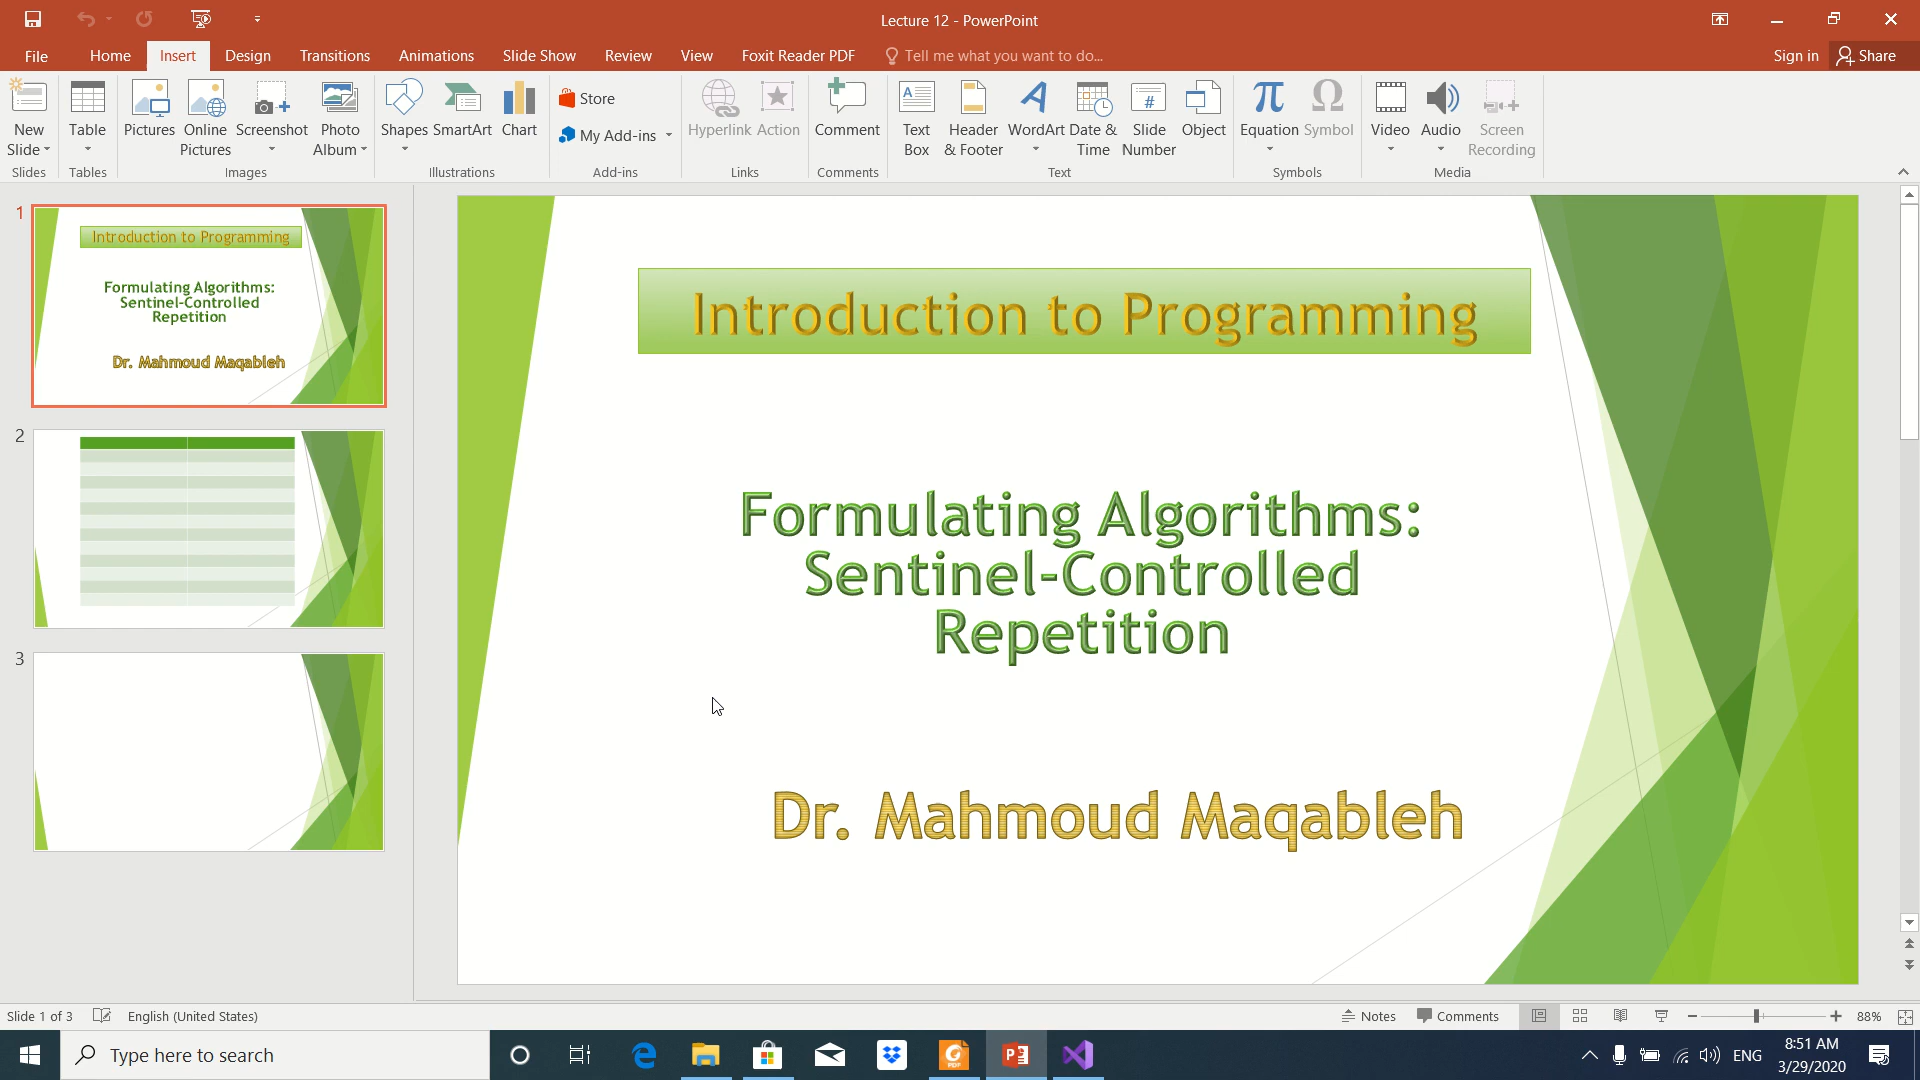 Lecture 12 - PowerPoint
File Home Insert Design Transitions Animations Slide Show Review View Foxit Reader PDF Tell me what you want to do... Sign in Share
New Slide
Table
Pictures
Online Pictures
Screenshot
Photo Album
Shapes
SmartArt
Chart
Store
My Add-ins
Hyperlink
Action
Comment
Text Box
Header & Footer
WordArt
Date & Time
Slide Number
Object
Equation
Symbol
Video
Audio
Screen Recording
Slides Tables Images Illustrations Add-ins Links Comments Text Symbols Media
1
Introduction to Programming
Formulating Algorithms:
Sentinel-Controlled
Repetition
Dr. Mahmoud Maqableh
2
3
Introduction to Programming
Formulating Algorithms:
Sentinel-Controlled
Repetition
Dr. Mahmoud Maqableh
Slide 1 of 3 English (United States) Notes Comments 88%
Type here to search
PDF
ENG
8:51 AM
3/29/2020